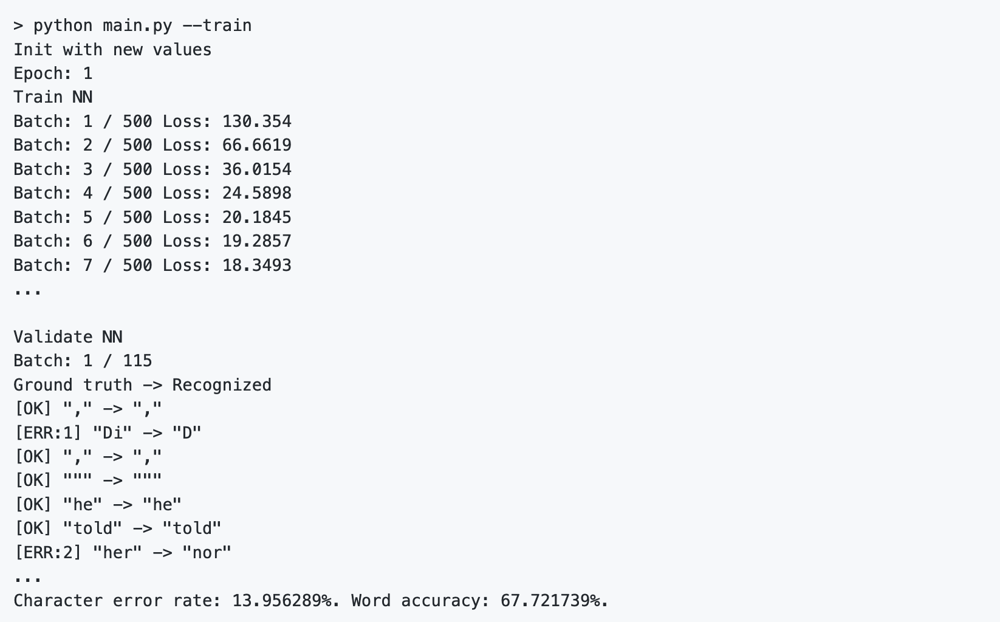 > python main.py --train
Init with new values
Epoch: 1
Train NN
Batch: 1 / 500 Loss: 130.354
Batch: 2 / 500 Loss: 66.6619
Batch: 3 / 500 Loss: 36.0154
Batch: 4 / 500 Loss: 24.5898
Batch: 5 / 500 Loss: 20.1845
Batch: 6 / 500 Loss: 19.2857
Batch: 7 / 500 Loss: 18.3493
...
Validate NN
Batch: 1 / 115
Ground truth -> Recognized
[OK] "," -> ","
[ERR:1] "Di" -> "D"
[OK] "," -> ","
[OK] """ -> """
[OK] "he" -> "he"
[OK] "told" -> "told"
[ERR:2] "her" -> "nor"
...
Character error rate: 13.956289%. Word accuracy: 67.721739%.